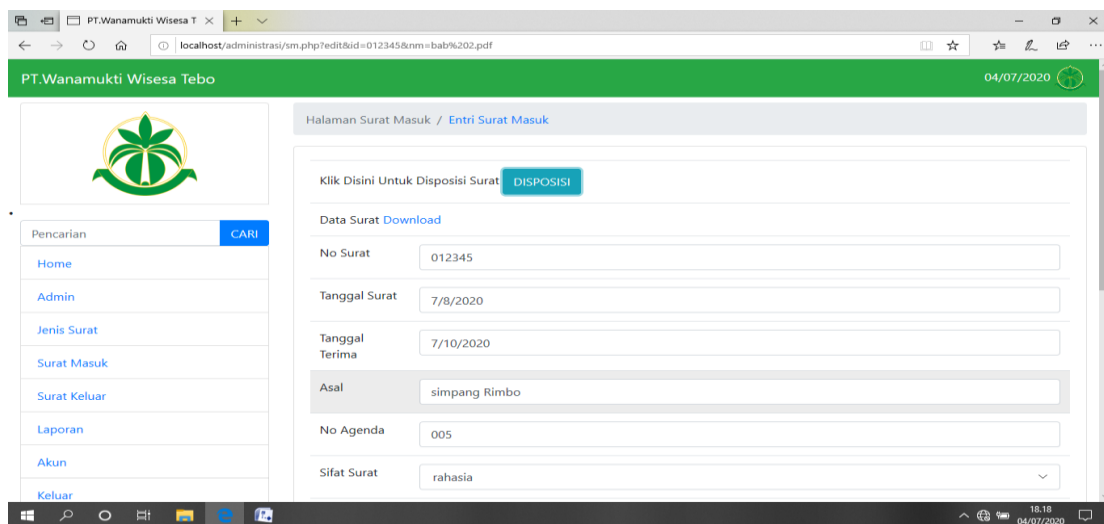 PT.Wanamukti Wisesa T
localhost/administrasi/sm.php?edit&id=012345&nm=bab%202.pdf
PT.Wanamukti Wisesa Tebo
04/07/2020
Halaman Surat Masuk / Entri Surat Masuk
Klik Disini Untuk Disposisi Surat DISPOSISI
Data Surat Download
Pencarian CARI
Home
Admin
Jenis Surat
Surat Masuk
Surat Keluar
Laporan
Akun
Keluar
No Surat 012345
Tanggal Surat 7/8/2020
Tanggal
Terima 7/10/2020
Asal simpang Rimbo
No Agenda 005
Sifat Surat rahasia
18.18
04/07/2020